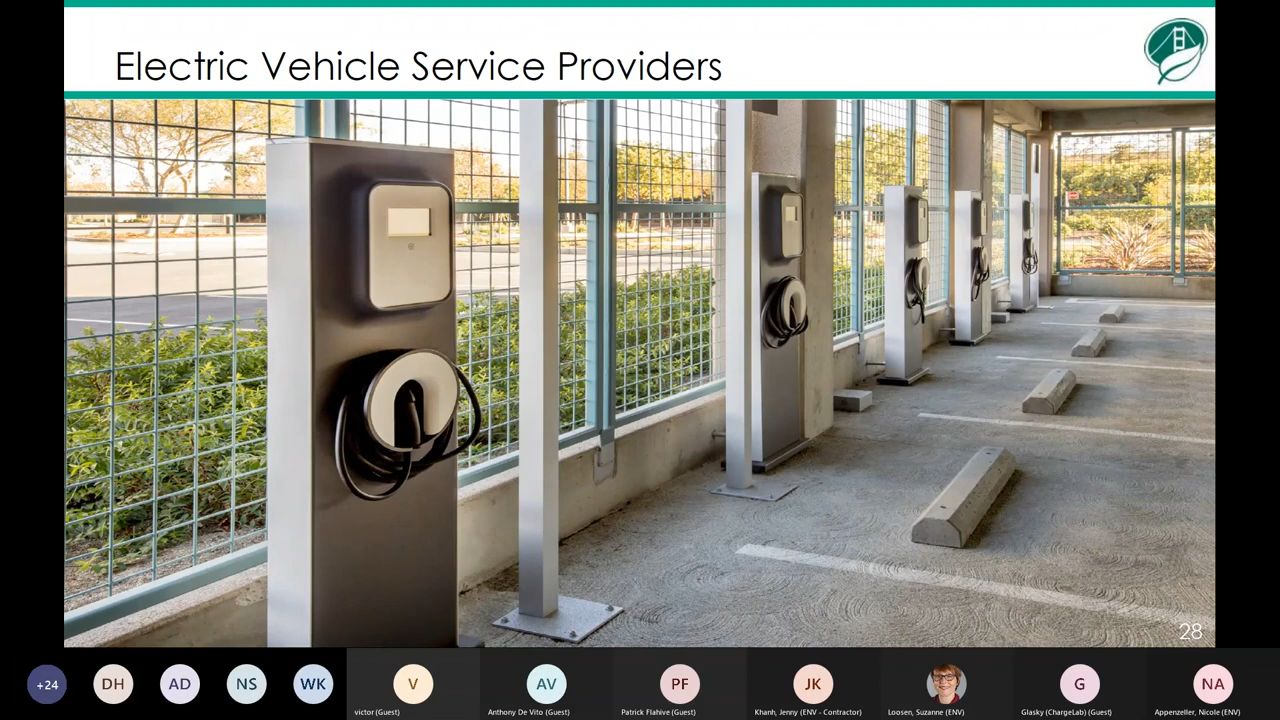 Electric Vehicle Service Providers
28
+24
DH
AD
NS
WK
V
victor (Guest)
AV
Anthony De Vito (Guest)
PF
Patrick Flahive (Guest)
JK
Khanh, Jenny (ENV - Contractor)
Loosen, Suzanne (ENV)
G
Glasky (ChargeLab) (Guest)
NA
Appenzeller, Nicole (ENV)